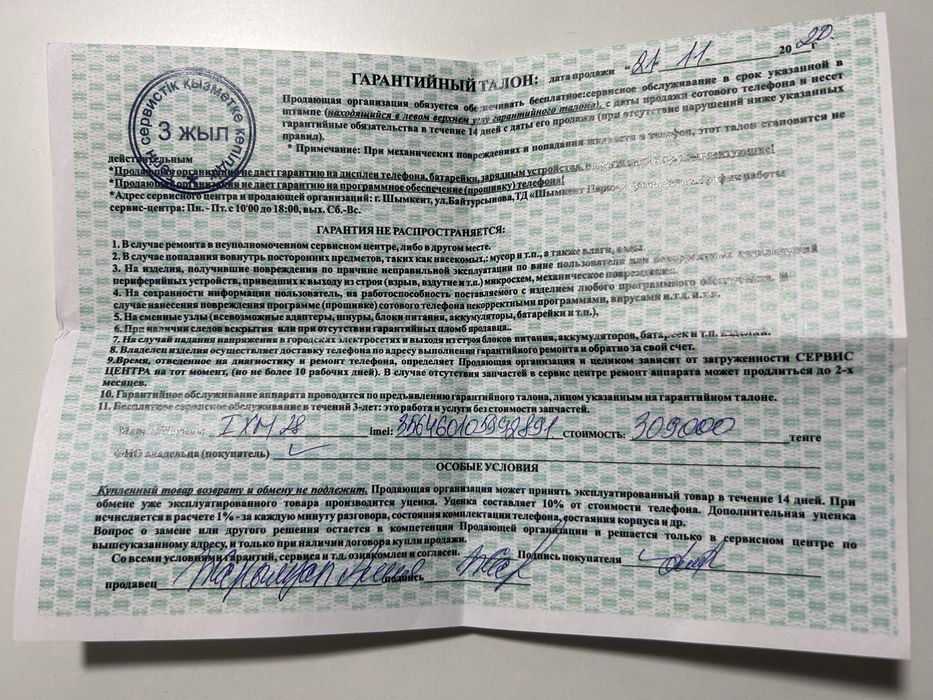 сервистік қызметке кепілдік
3 жыл
ГАРАНТИЙНЫЙ ТАЛОН: дата продажи "21" 11. 2020 г
Продающая организация обязуется обеспечивать бесплатное:сервисное обслуживание в срок указанной в
штампе (находящийся в левом верхнем углу гарантийного талона), с даты продажи сотового телефона и несет
гарантийные обязательства в течение 14 дней с даты его продажи (при отсутствие нарушений ниже указанных
правил).
* Примечание: При механических повреждениях и попадания жидкости в телефон, этот талон становится не
действительным
*Продающая организация не дает гарантию на дисплеи телефона, батарейки, зарядным устройства,
*Продающая организация не дает гарантию на программное обеспечение (прошивку) телефона!
*Адрес сервисного центра и продающей организации: г. Шымкент, ул.Байтурсынова, ТД «Шымкент работы
сервис-центра: Пн. - Пт. с 10'00 до 18:00, вых. Сб.-Вс.
ГАРАНТИЯ НЕ РАСПРОСТРАНЯЕТСЯ:
1. В случае ремонта в неуполномоченном сервисном центре, либо в другом месте.
2. В случае попадания вовнутрь посторонних предметов, таких как насекомых,: мусор и т.п., а также влаги, воды
3. На изделия, получившие повреждения по причине неправильной эксплуатации по вине пользователя или
периферийных устройств, приведших к выходу из строя (взрыв, вздутие и т.п.) микросхем, механическое повреждение.
4. На сохранности информации пользователь, на работоспособность поставляемого с изделием любого программного обеспечения. В
случае нанесения повреждения программе (прошивке) сотового телефона некорректными программами, вирусами и.т.д. и.т.п.
5. На сменные узлы (всевозможные адаптеры, шнуры, блоки питания, аккумуляторы, батарейки и т.п.),
6. При наличии следов вскрытия или при отсутствии гарантийных пломб продавца..
7. На случай падания напряжения в городских электросетях и выхода из строя блоков питания, аккумуляторов, батареек и т.п. изделий.
8. Владелец изделия осуществляет доставку телефона по адресу выполнения гарантийного ремонта и обратно за свой счет.
9.Время, отведенное на диагностику и ремонт телефона, определяет Продающая организация и целиком зависит от загруженности СЕРВИС
ЦЕНТРА на тот момент, (но не более 10 рабочих дней). В случае отсутствия запчастей в сервис центре ремонт аппарата может продлиться до 2-х
месяцев.
10. Гарантийное обслуживание аппарата проводится по предъявлению гарантийного талона, лицом указанным на гарантийном талоне.
11. Бесплатное сервисное обслуживание в течений 3-лет: это работа и услуги без стоимости запчастей.
IXM 28 imei: 356460105992891 СТОИМОСТЬ: 309000 тенге
ФИО владельца (покупатель)
ОСОБЫЕ УСЛОВИЯ
Купленный товар возврату и обмену не подлежит. Продающая организация может принять эксплуатированный товар в течение 14 дней. При
обмене уже эксплуатированного товара производится уценка. Уценка составляет 10% от стоимости телефона. Дополнительная уценка
исчисляется в расчете 1% - за каждую минуту разговора, состояния комплектации телефона, состаяния корпуса и др.
Вопрос о замене или другого решения остается в компетенции Продающей организации и решается только в сервисном центре по
вышеуказанному адресу, и только при наличии договора купли продажи.
Со всеми условиями гарантий, сервиса и т.д. ознакомлен и согласен. Подпись покупателя
продавец подпись